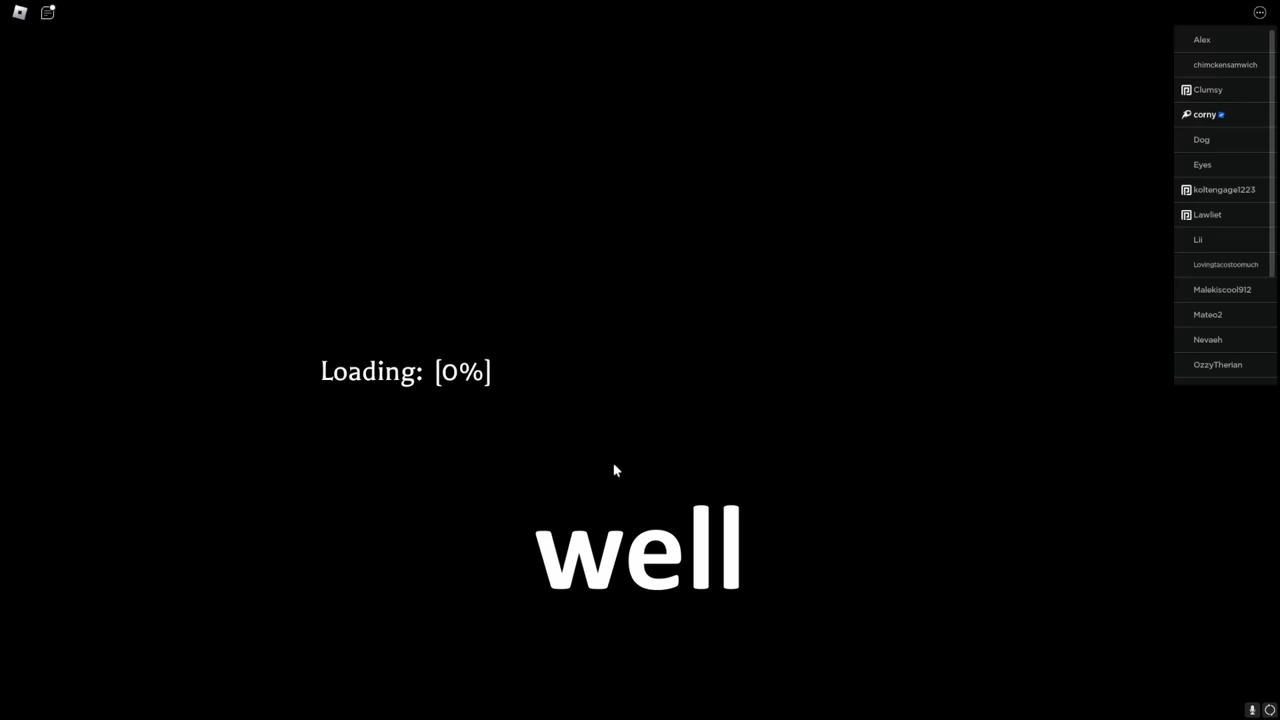 Alex
chimckensamwich
Clumsy
corny
Dog
Eyes
koltengage1223
Lawliet
Lii
Lovingtacostoomuch
Malekiscool912
Mateo2
Nevaeh
OzzyTherian
Loading: [0%]
well